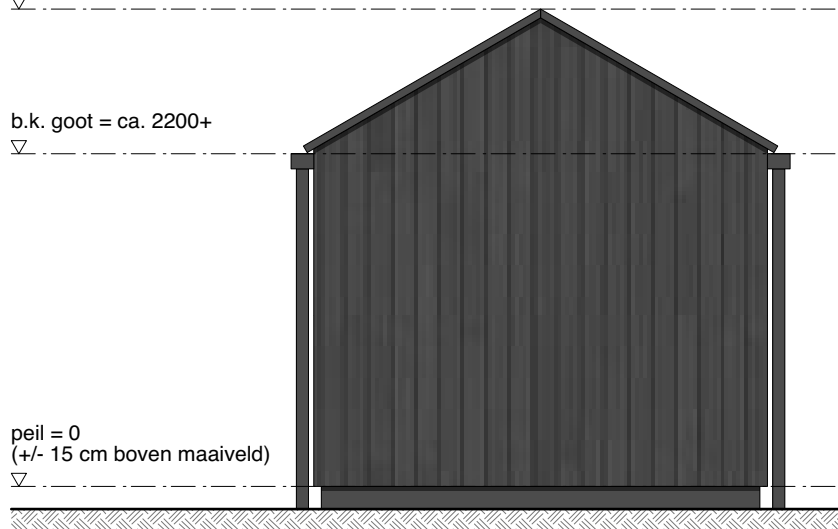 b.k. goot = ca. 2200+
peil = 0
(+/- 15 cm boven maaiveld)